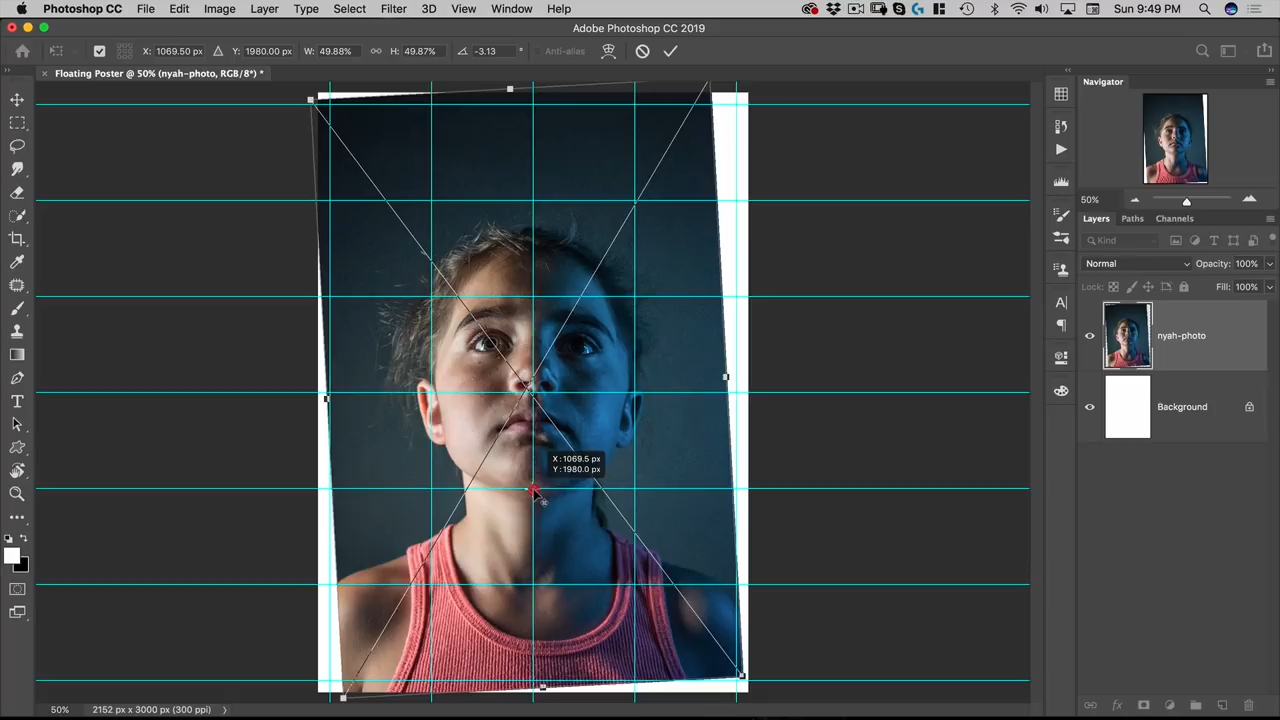 Photoshop CC File Edit Image Layer Type Select Filter 3D View Window Help Sun 9:49 PM
Adobe Photoshop CC 2019
X: 1069.50 px Y: 1980.00 px W: 49.88% H: 49.87% -3.13 ° Anti-alias
Floating Poster @ 50% (nyah-photo, RGB/8*) *
Navigator
50%
Layers Paths Channels
Kind
Normal Opacity: 100%
Lock: Fill: 100%
nyah-photo
Background
X: 1069.5 px
Y: 1980.0 px
50% 2152 px x 3000 px (300 ppi)